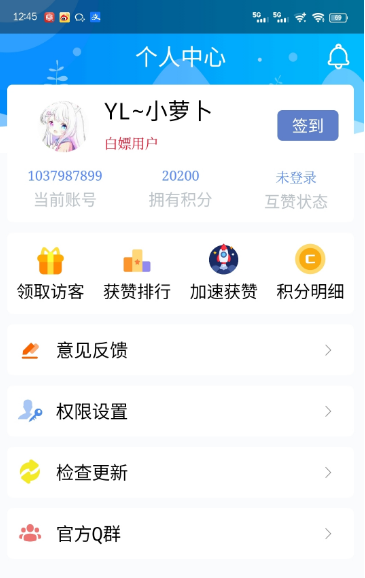 12:45
5G 5G 89
个人中心
YL~小萝卜
签到
白嫖用户
1037987899 20200 未登录
当前账号 拥有积分 互赞状态
领取访客 获赞排行 加速获赞 积分明细
意见反馈
权限设置
检查更新
官方Q群